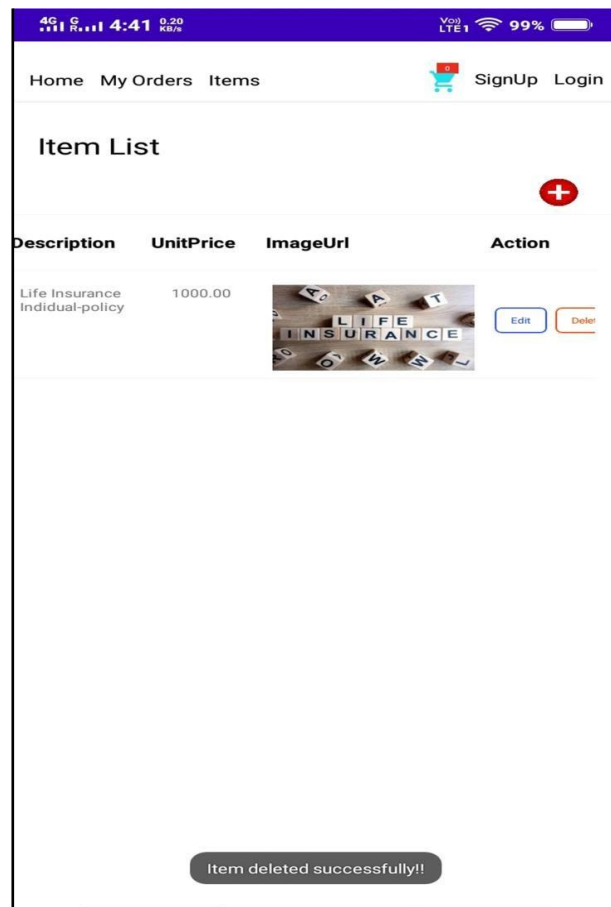 4G G R 4:41 0.20 KB/s Vo)) LTE1 99%
0
Home My Orders Items SignUp Login
Item List
Description UnitPrice ImageUrl Action
Life Insurance 1000.00
Indidual-policy
A A T
LIFE
INSURANCE
O W W L
Edit Delet
Item deleted successfully!!